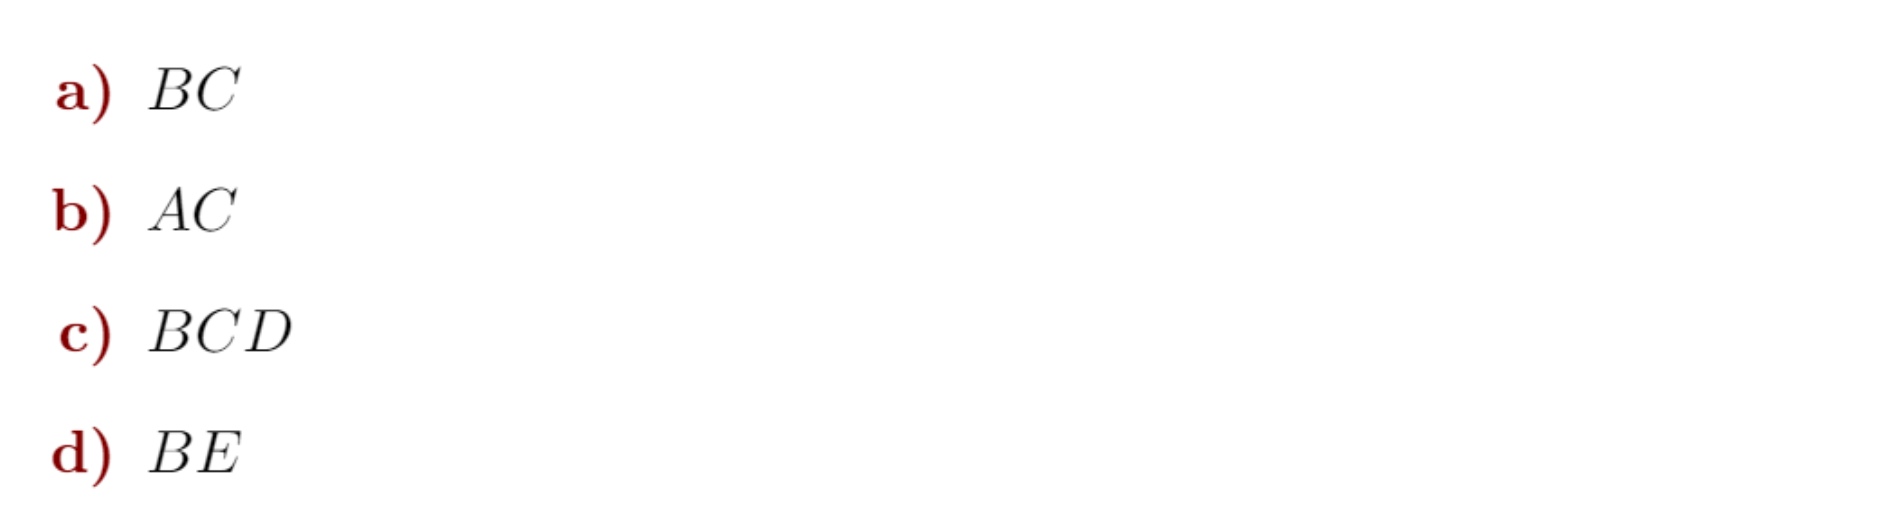 a) BC
b) AC
c) BCD
d) BE